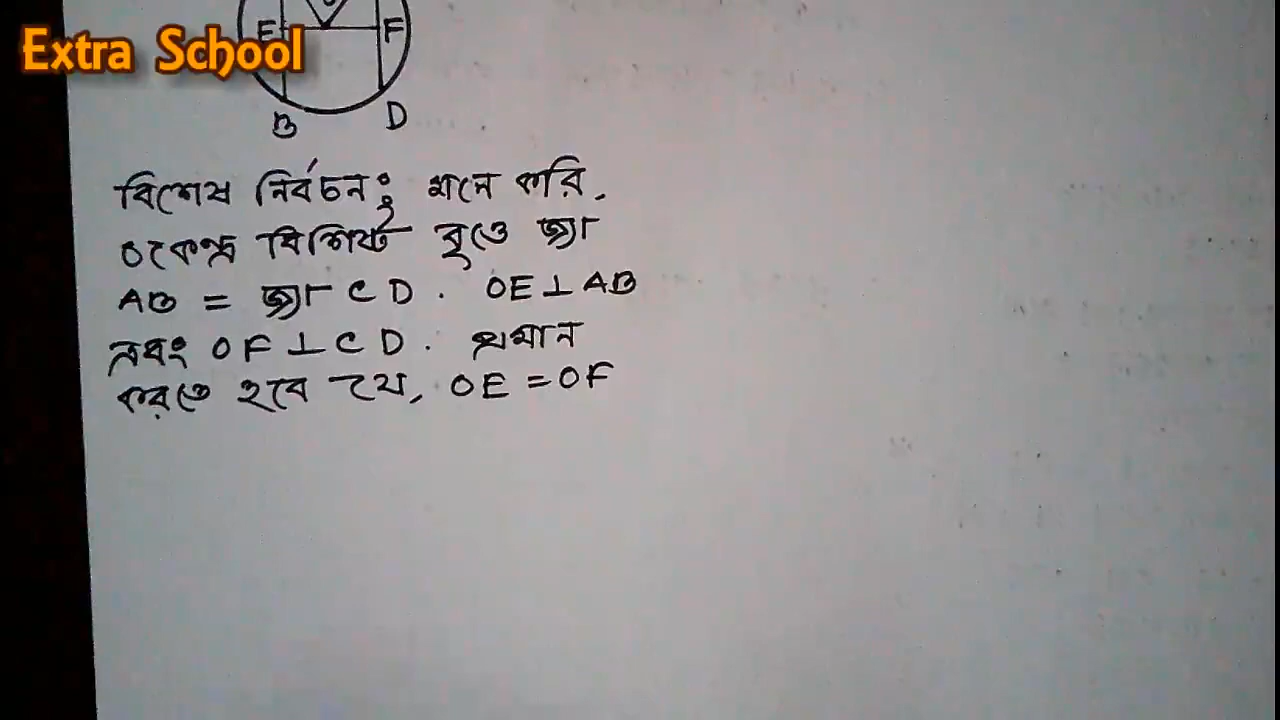 E F
Extra School
B D
বিশেষ নির্বচনঃ মনে করি,
O কেন্দ্র বিশিষ্ট বৃত্তে জ্যা
AB = জ্যা CD. OE⊥AB
এবং OF⊥CD. প্রমান
করতে হবে যে, OE = OF